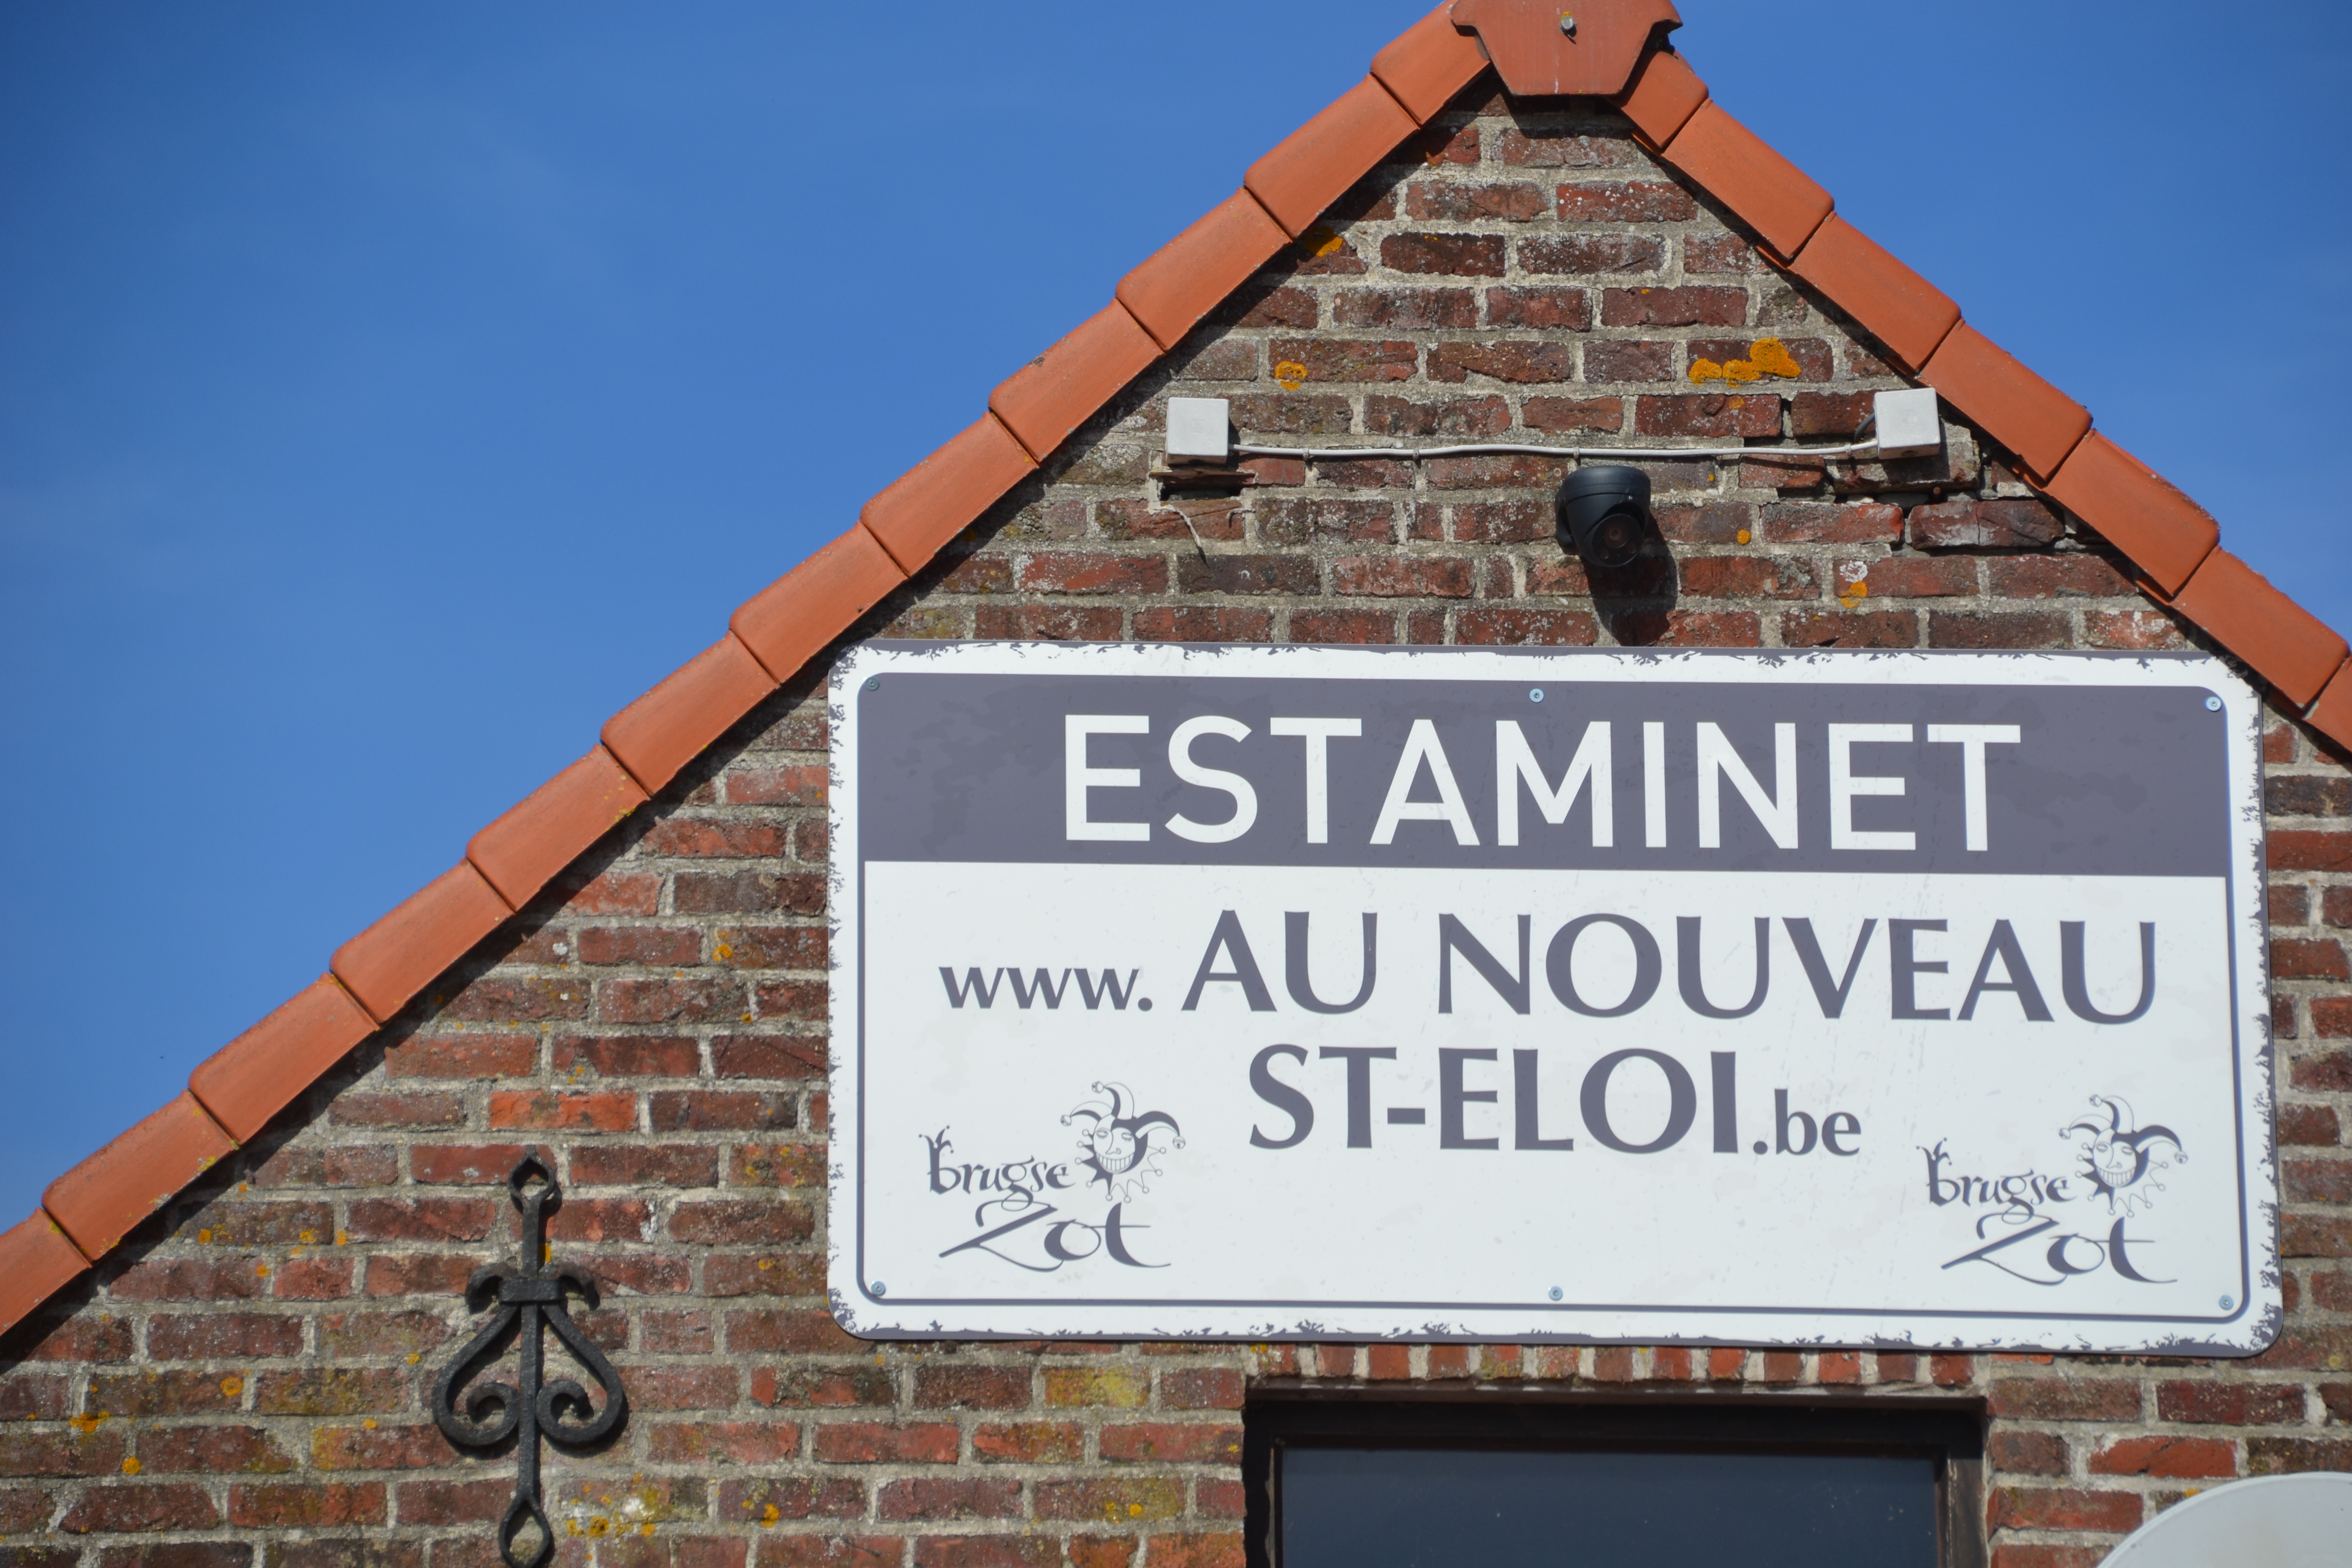 ESTAMINET
www. AU NOUVEAU
ST-ELOI.be
brugse
Zot
brugse
Zot